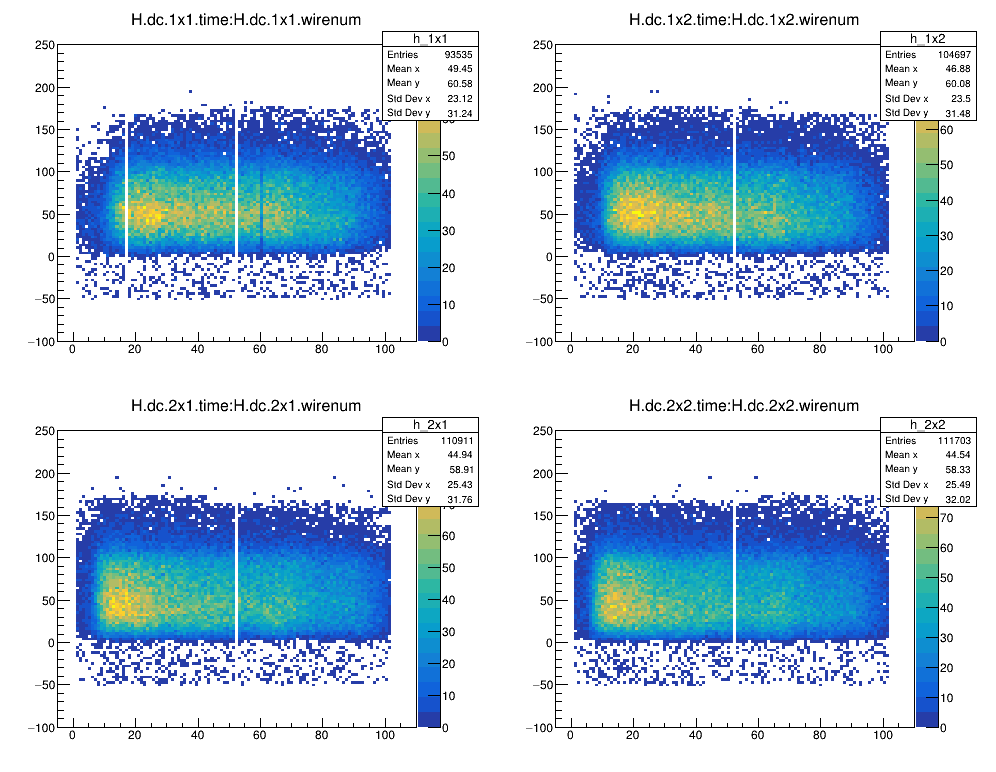 H.dc.1x1.time:H.dc.1x1.wirenum
h_1x1
Entries 93535
Mean x 49.45
Mean y 60.58
Std Dev x 23.12
Std Dev y 31.24
250
200
150
100
50
0
−50
−100
0 20 40 60 80 100
50
40
30
20
10
0
H.dc.1x2.time:H.dc.1x2.wirenum
h_1x2
Entries 104697
Mean x 46.88
Mean y 60.08
Std Dev x 23.5
Std Dev y 31.48
250
200
150
100
50
0
−50
−100
0 20 40 60 80 100
60
50
40
30
20
10
0
H.dc.2x1.time:H.dc.2x1.wirenum
h_2x1
Entries 110911
Mean x 44.94
Mean y 58.91
Std Dev x 25.43
Std Dev y 31.76
250
200
150
100
50
0
−50
−100
0 20 40 60 80 100
60
50
40
30
20
10
0
H.dc.2x2.time:H.dc.2x2.wirenum
h_2x2
Entries 111703
Mean x 44.54
Mean y 58.33
Std Dev x 25.49
Std Dev y 32.02
250
200
150
100
50
0
−50
−100
0 20 40 60 80 100
70
60
50
40
30
20
10
0